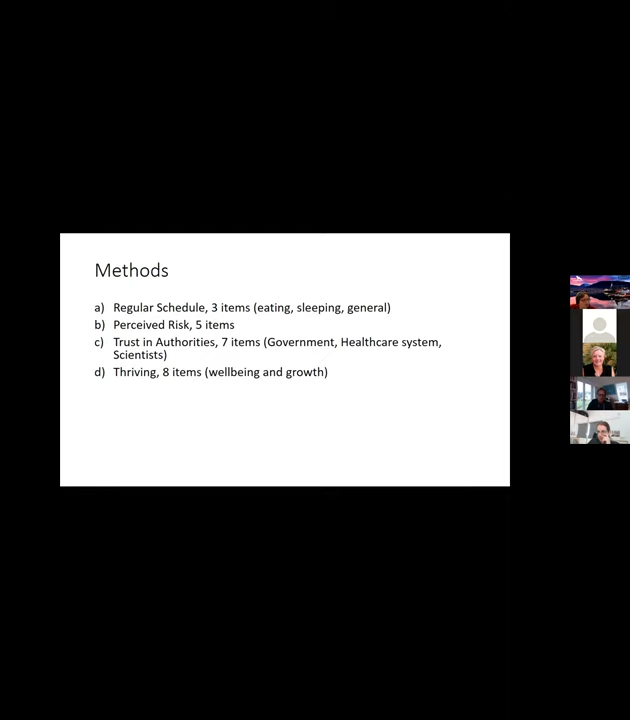 Methods
a) Regular Schedule, 3 items (eating, sleeping, general)
b) Perceived Risk, 5 items
c) Trust in Authorities, 7 items (Government, Healthcare system,
Scientists)
d) Thriving, 8 items (wellbeing and growth)